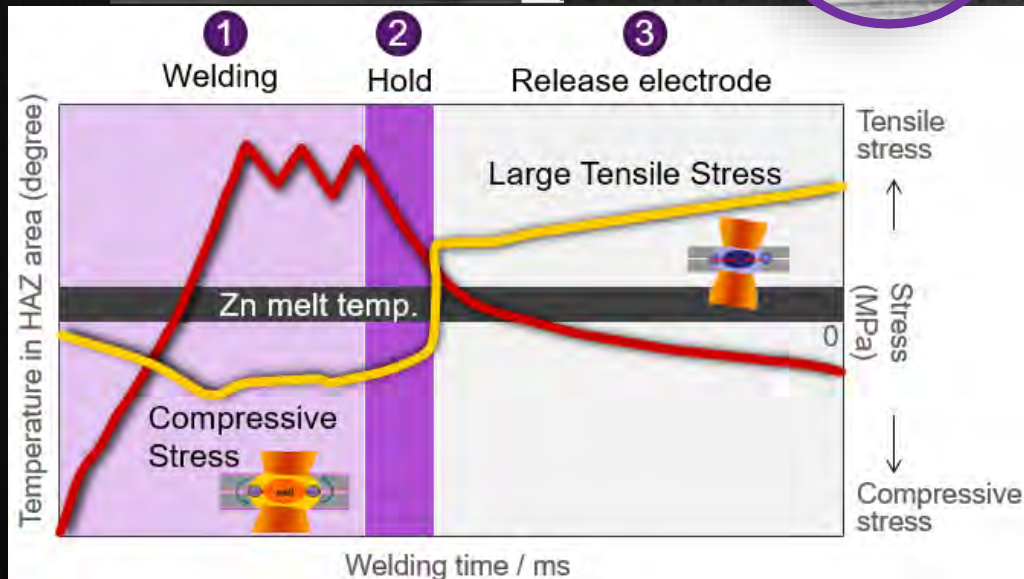 1
2
3
Welding
Hold
Release electrode
Temperature in HAZ area (degree)
Tensile
stress
Large Tensile Stress
Zn melt temp.
0
Stress
(MPa)
Compressive
Stress
Compressive
stress
Welding time / ms